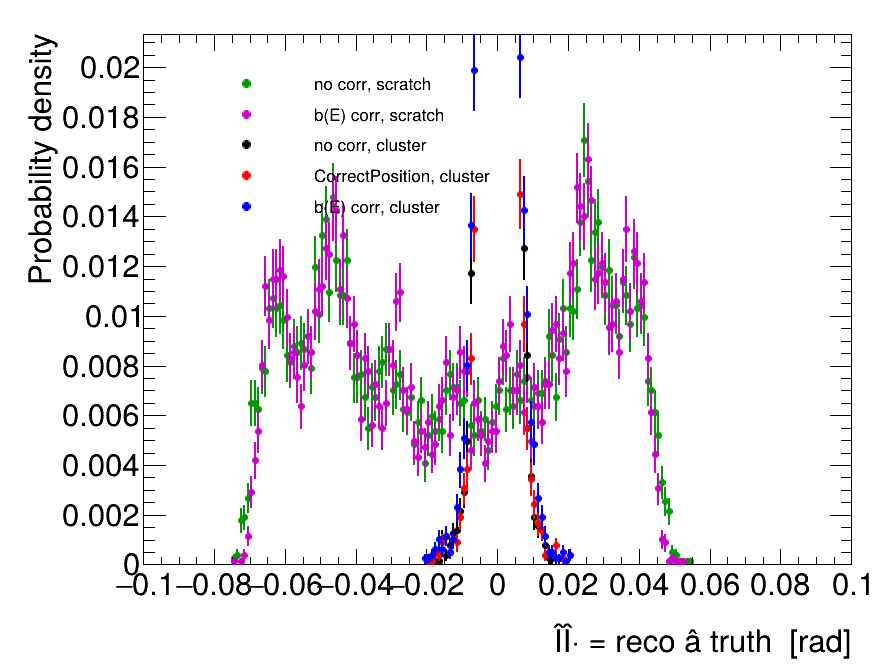 Probability density
0.02
0.018
0.016
0.014
0.012
0.01
0.008
0.006
0.004
0.002
0
no corr, scratch
b(E) corr, scratch
no corr, cluster
CorrectPosition, cluster
b(E) corr, cluster
−0.1 −0.08 −0.06 −0.04 −0.02 0 0.02 0.04 0.06 0.08 0.1
ÎÎ· = reco â truth [rad]